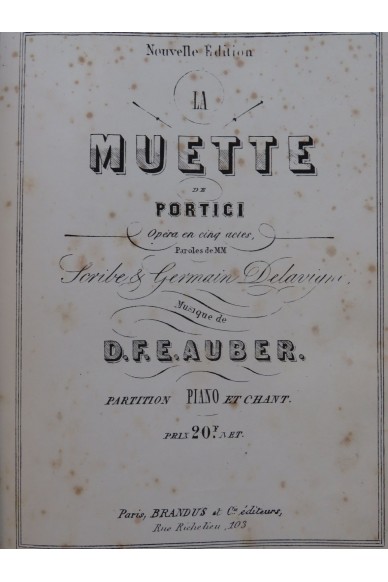 Nouvelle Edition
LA
MUETTE
DE
PORTICI
Opéra en cinq actes,
Paroles de MM
Scribe & Germain Delavigne.
Musique de
D.F.E. AUBER.
PARTITION PIANO ET CHANT.
PRIX 20F NET.
Paris, BRANDUS et Cie éditeurs,
Rue Richelieu, 103